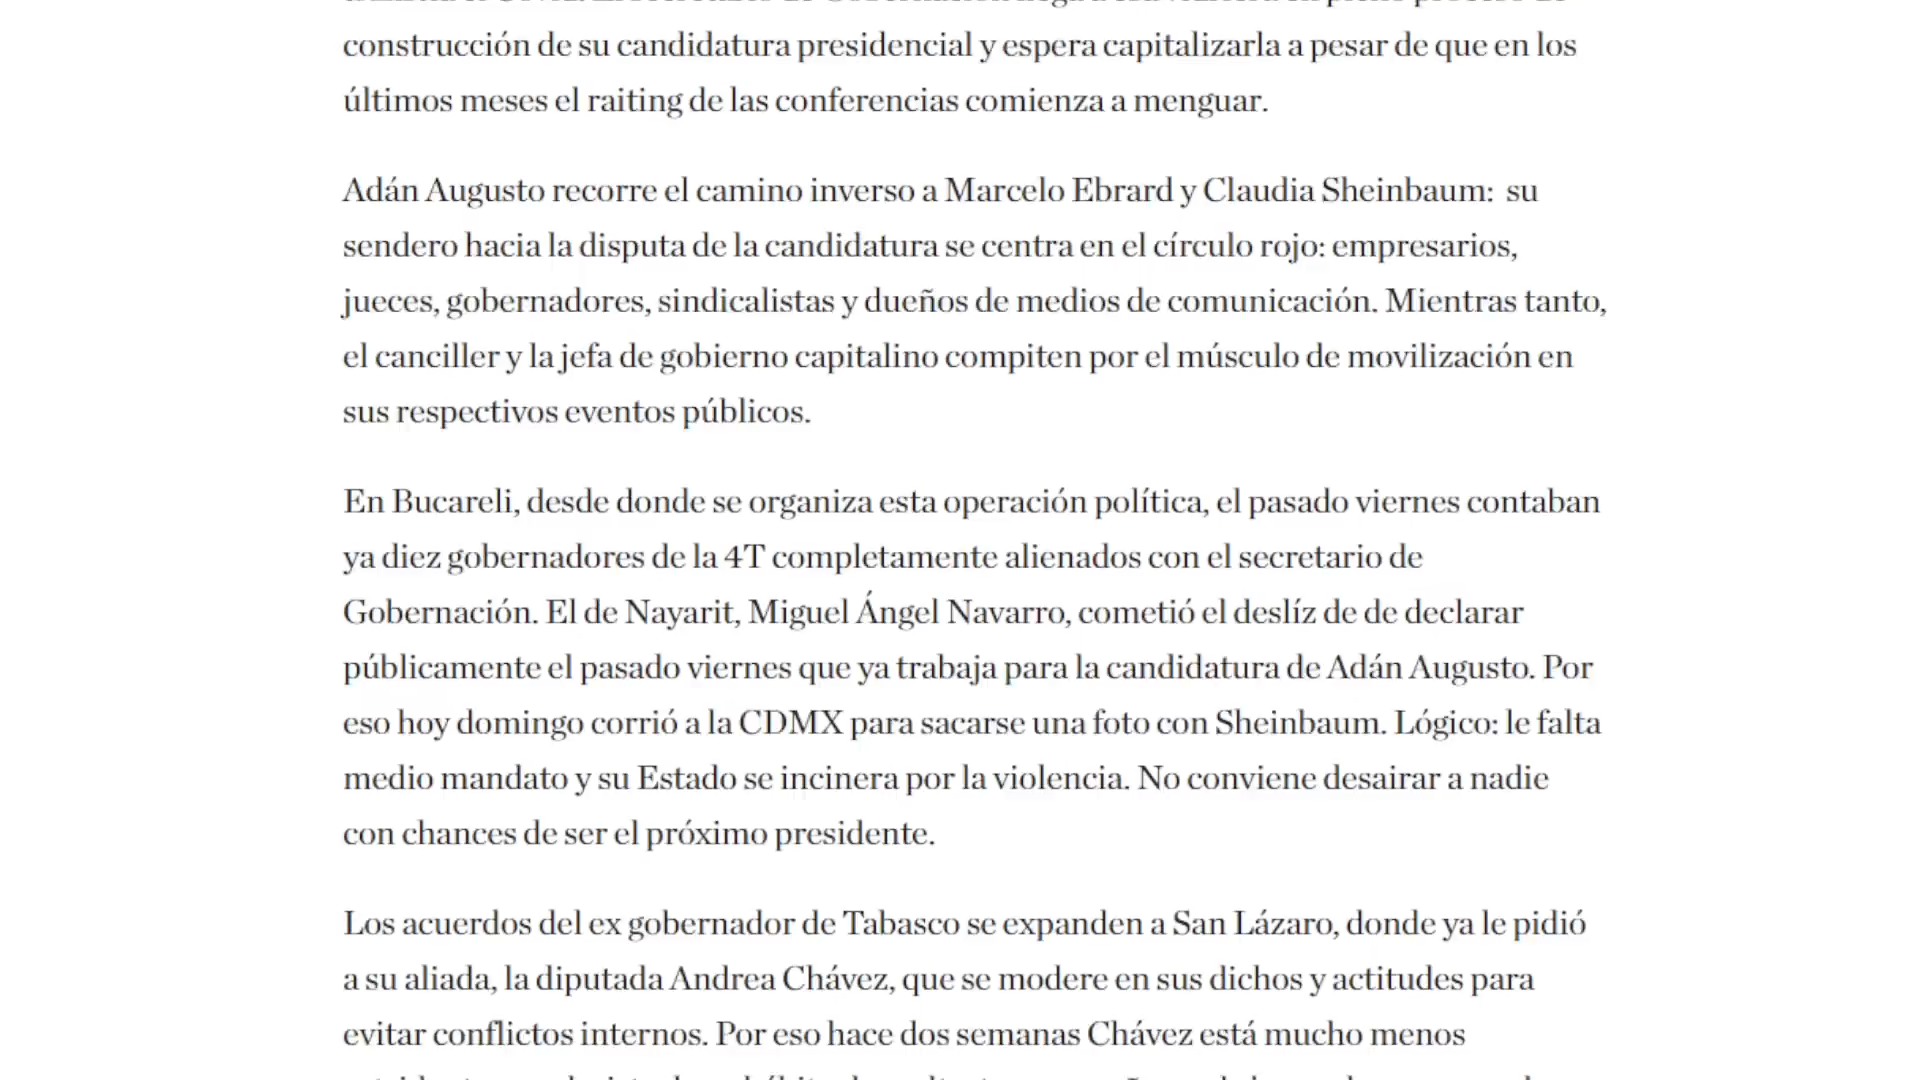 construcción de su candidatura presidencial y espera capitalizarla a pesar de que en los
últimos meses el raiting de las conferencias comienza a menguar.
Adán Augusto recorre el camino inverso a Marcelo Ebrard y Claudia Sheinbaum: su
sendero hacia la disputa de la candidatura se centra en el círculo rojo: empresarios,
jueces, gobernadores, sindicalistas y dueños de medios de comunicación. Mientras tanto,
el canciller y la jefa de gobierno capitalino compiten por el músculo de movilización en
sus respectivos eventos públicos.
En Bucareli, desde donde se organiza esta operación política, el pasado viernes contaban
ya diez gobernadores de la 4T completamente alienados con el secretario de
Gobernación. El de Nayarit, Miguel Ángel Navarro, cometió el deslíz de de declarar
públicamente el pasado viernes que ya trabaja para la candidatura de Adán Augusto. Por
eso hoy domingo corrió a la CDMX para sacarse una foto con Sheinbaum. Lógico: le falta
medio mandato y su Estado se incinera por la violencia. No conviene desairar a nadie
con chances de ser el próximo presidente.
Los acuerdos del ex gobernador de Tabasco se expanden a San Lázaro, donde ya le pidió
a su aliada, la diputada Andrea Chávez, que se modere en sus dichos y actitudes para
evitar conflictos internos. Por eso hace dos semanas Chávez está mucho menos